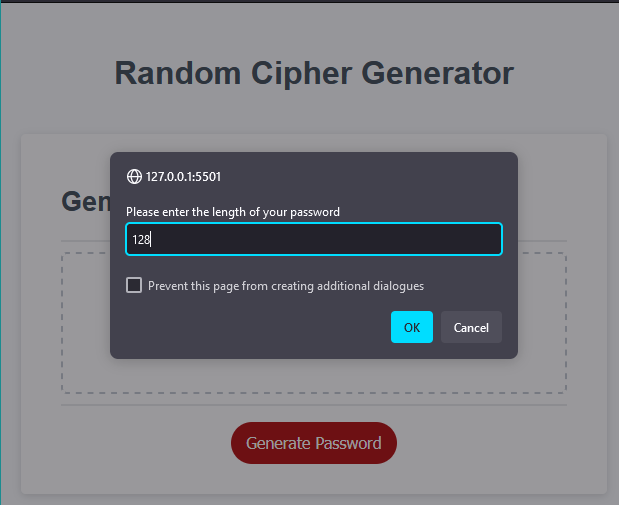 Random Cipher Generator
127.0.0.1:5501
Gen
Please enter the length of your password
128
Prevent this page from creating additional dialogues
OK Cancel
Generate Password